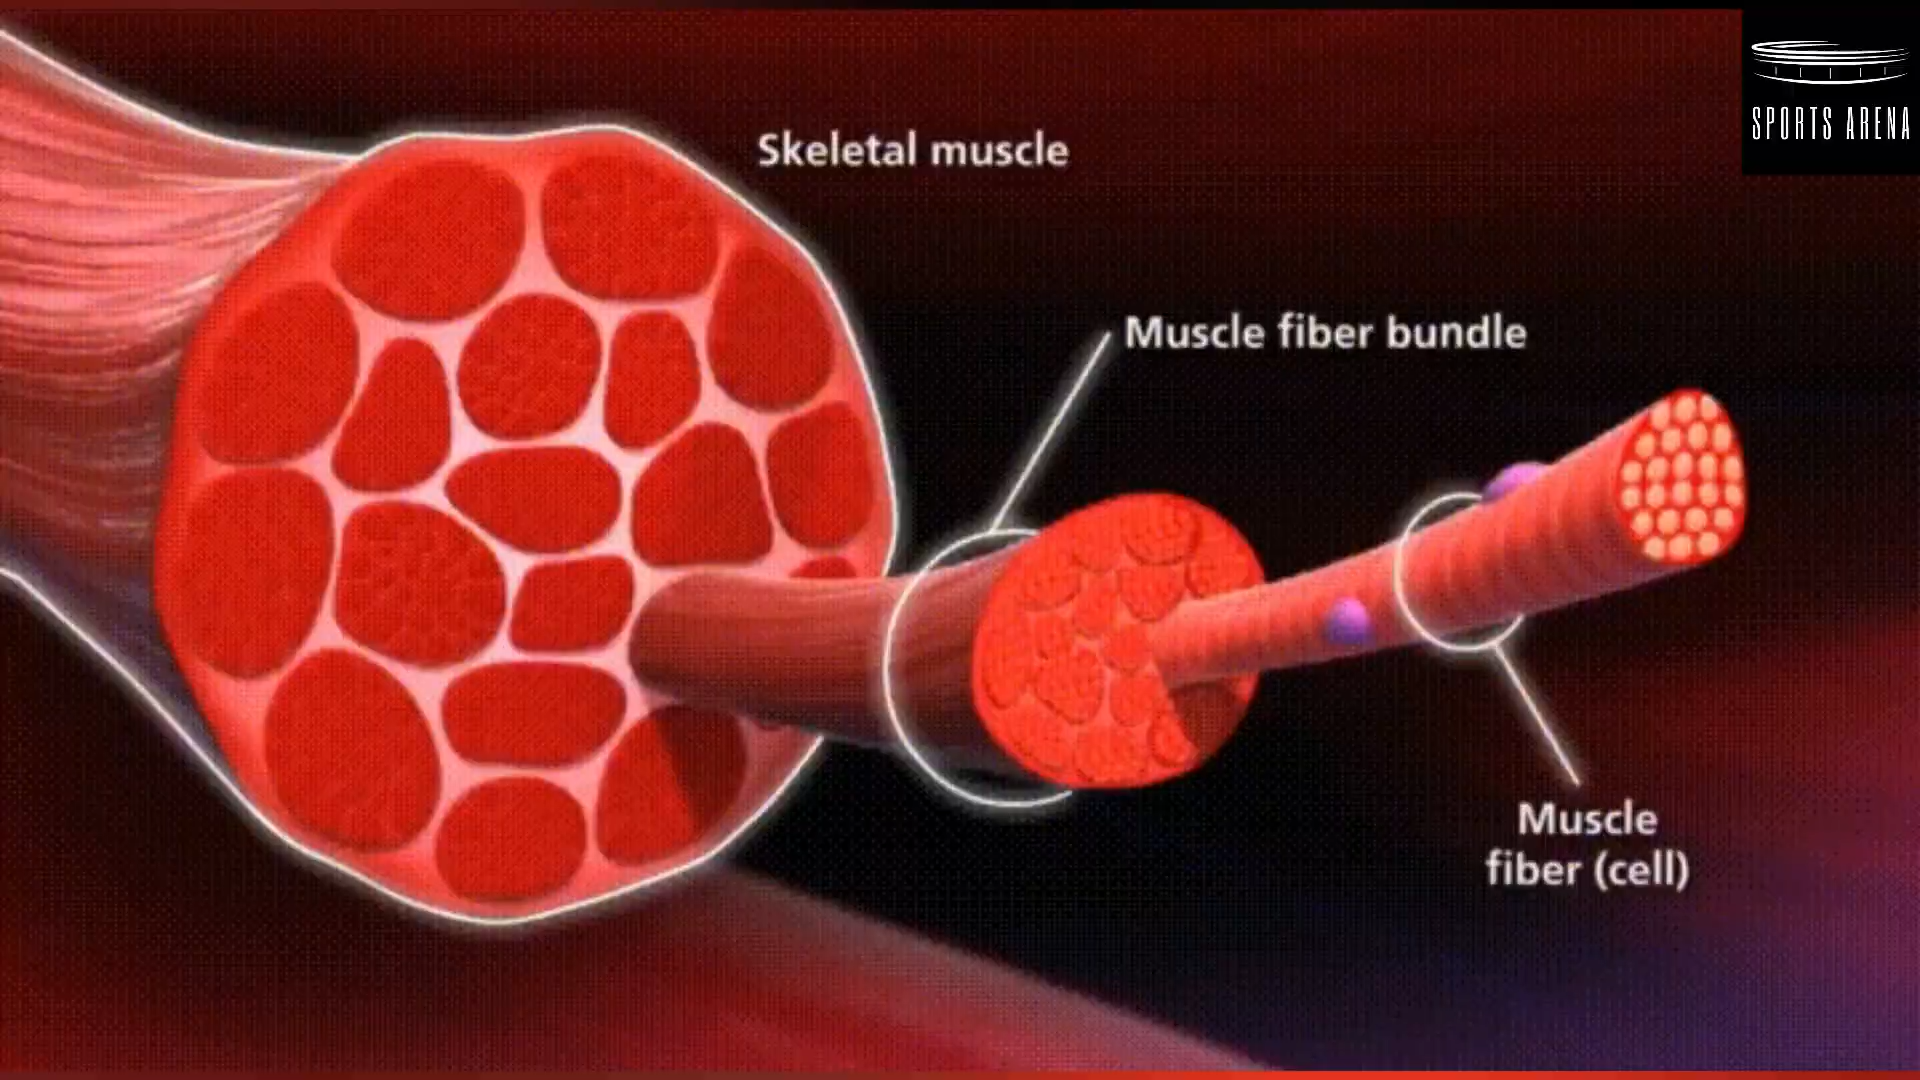 SPORTS ARENA
Skeletal muscle
Muscle fiber bundle
Muscle
fiber (cell)